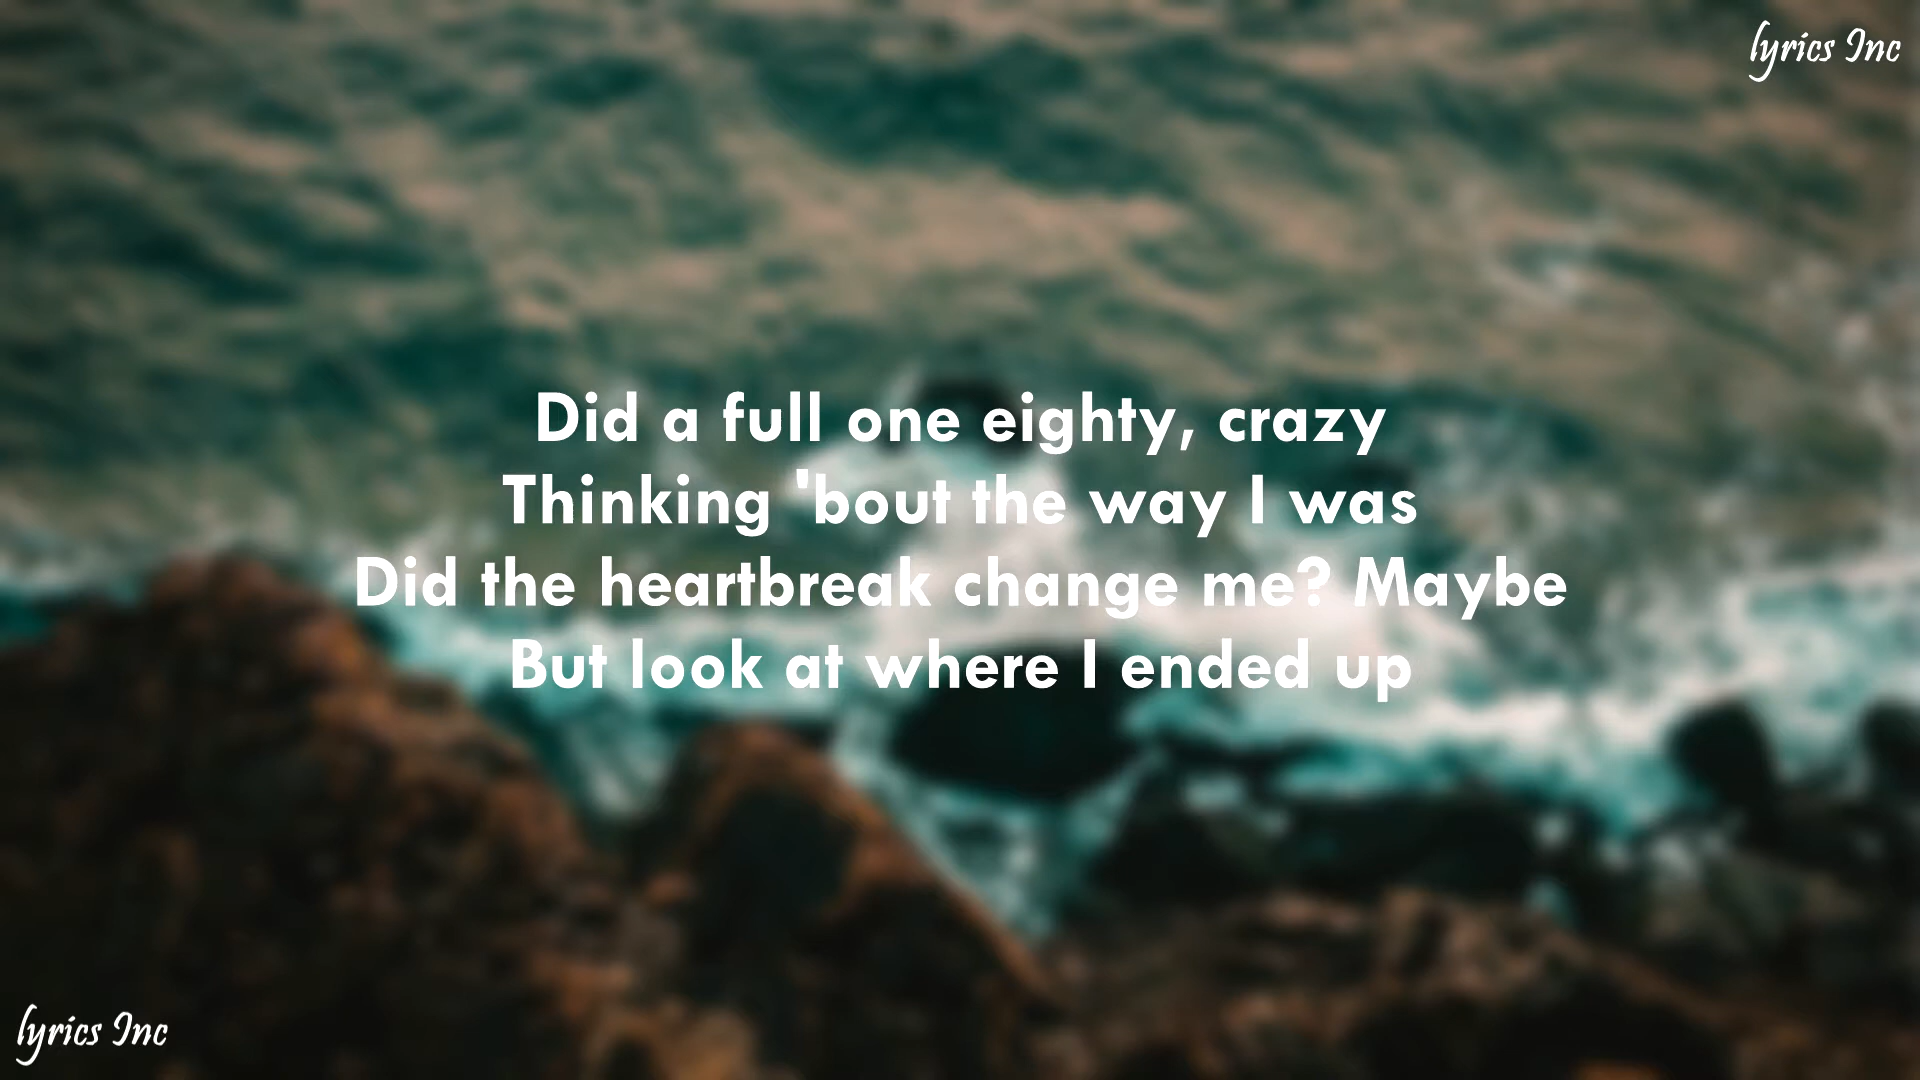 lyrics Inc
Did a full one eighty, crazy
Thinking 'bout the way I was
Did the heartbreak change me? Maybe
But look at where I ended up
lyrics Inc